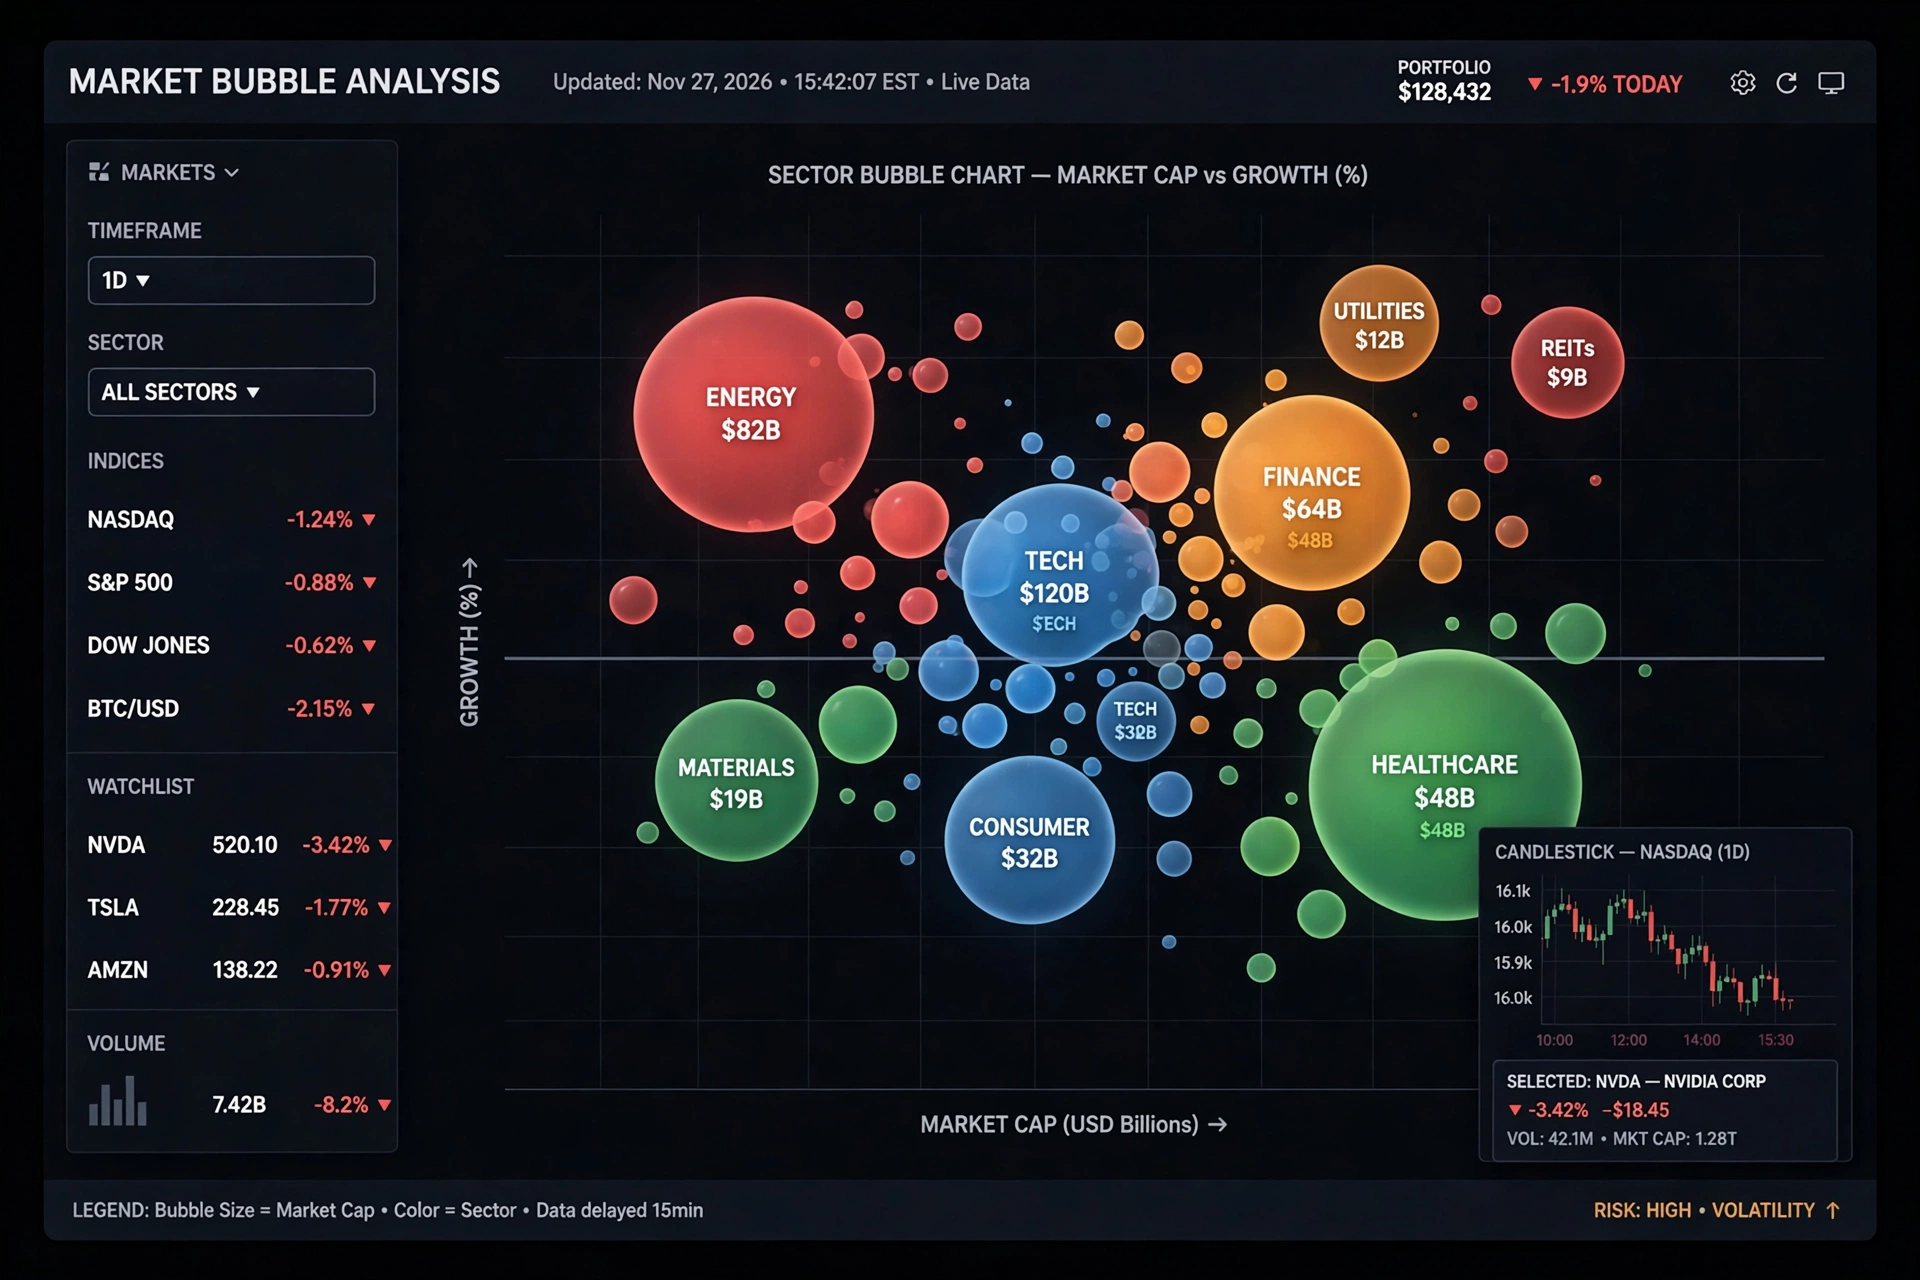 MARKET BUBBLE ANALYSIS
Updated: Nov 27, 2026 • 15:42:07 EST • Live Data
PORTFOLIO
$128,432
▼ -1.9% TODAY
MARKETS
TIMEFRAME
1D ▼
SECTOR
ALL SECTORS ▼
INDICES
NASDAQ -1.24% ▼
S&P 500 -0.88% ▼
DOW JONES -0.62% ▼
BTC/USD -2.15% ▼
WATCHLIST
NVDA 520.10 -3.42% ▼
TSLA 228.45 -1.77% ▼
AMZN 138.22 -0.91% ▼
VOLUME
7.42B -8.2% ▼
SECTOR BUBBLE CHART — MARKET CAP vs GROWTH (%)
GROWTH (%) →
ENERGY
$82B
UTILITIES
$12B
REITs
$9B
FINANCE
$64B
$48B
TECH
$120B
$ECH
TECH
MATERIALS
$19B
CONSUMER
$32B
HEALTHCARE
$48B
$48B
MARKET CAP (USD Billions) →
CANDLESTICK — NASDAQ (1D)
16.1k
16.0k
15.9k
16.0k
10:00 12:00 14:00 15:30
SELECTED: NVDA — NVIDIA CORP
▼ -3.42% -$18.45
VOL: 42.1M • MKT CAP: 1.28T
LEGEND: Bubble Size = Market Cap • Color = Sector • Data delayed 15min
RISK: HIGH • VOLATILITY ↑